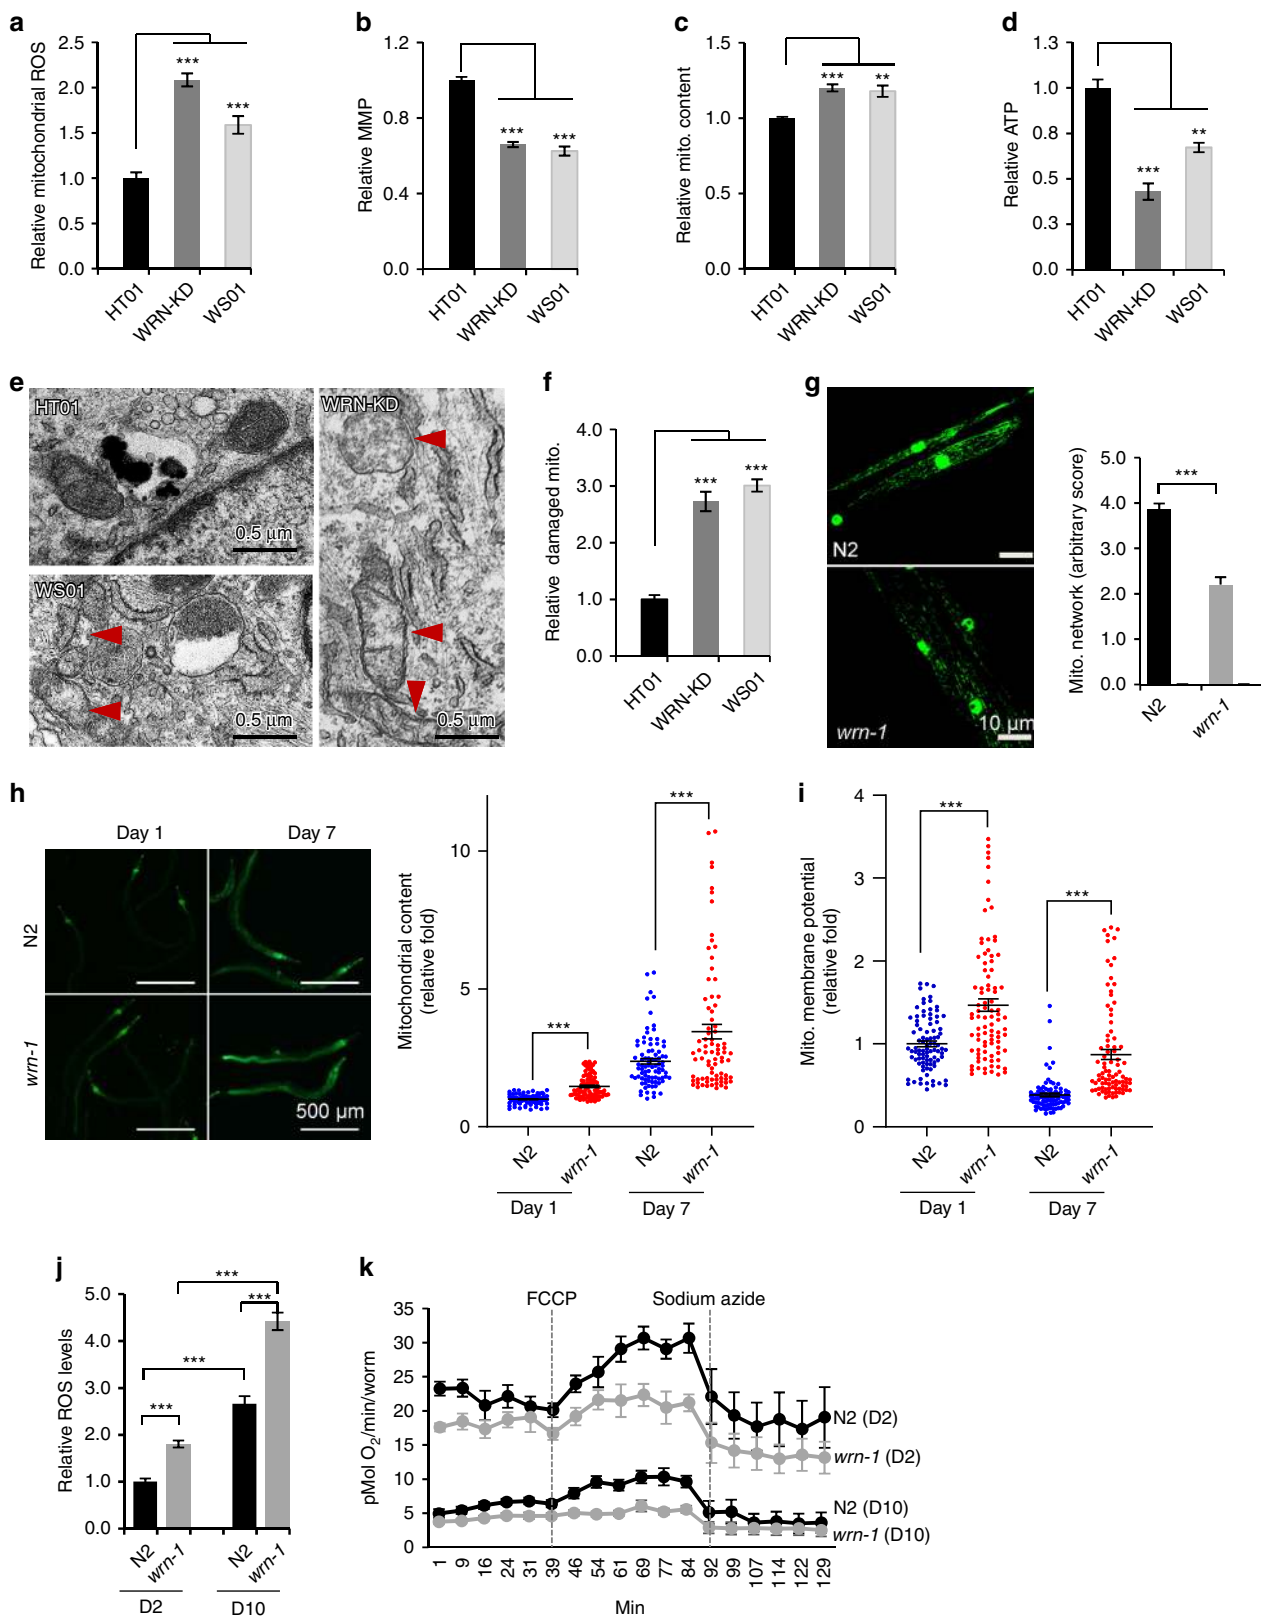 a
Relative mitochondrial ROS
2.5
2.0
1.5
1.0
0.5
0.0
***
***
HT01
WRN-KD
WS01
b
Relative MMP
1.2
0.8
0.4
0.0
***
***
HT01
WRN-KD
WS01
c
Relative mito. content
1.5
1.0
0.5
0.0
***
**
HT01
WRN-KD
WS01
d
Relative ATP
1.3
1.0
0.8
0.5
0.3
0.0
***
**
HT01
WRN-KD
WS01
e
HT01
0.5 µm
WS01
0.5 µm
WRN-KD
0.5 µm
f
Relative damaged mito.
4.0
3.0
2.0
1.0
0.0
***
***
HT01
WRN-KD
WS01
g
N2
wrn-1
10 µm
Mito. network (arbitrary score)
5.0
4.0
3.0
2.0
1.0
0.0
***
N2
wrn-1
h
Day 1
Day 7
N2
wrn-1
500 µm
Mitochondrial content
(relative fold)
10
5
0
***
***
N2
wrn-1
N2
wrn-1
Day 1
Day 7
i
Mito. membrane potential
(relative fold)
4
3
2
1
0
***
***
N2
wrn-1
N2
wrn-1
Day 1
Day 7
j
Relative ROS levels
5.0
4.0
3.0
2.0
1.0
0.0
***
***
***
***
N2
wrn-1
N2
wrn-1
D2
D10
k
FCCP
Sodium azide
pMol O2/min/worm
35
30
25
20
15
10
5
0
N2 (D2)
wrn-1 (D2)
N2 (D10)
wrn-1 (D10)
1 9 16 24 31 39 46 54 61 69 77 84 92 99 107 114 122 129
Min